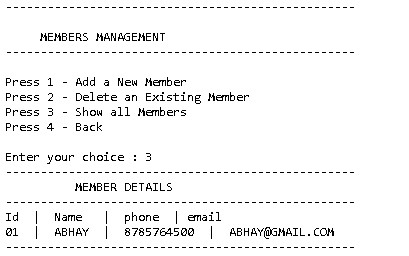 --------------------------------------------------
MEMBERS MANAGEMENT
--------------------------------------------------
Press 1 - Add a New Member
Press 2 - Delete an Existing Member
Press 3 - Show all Members
Press 4 - Back
Enter your choice : 3
--------------------------------------------------
MEMBER DETAILS
--------------------------------------------------
Id | Name | phone | email
01 | ABHAY | 8785764500 | ABHAY@GMAIL.COM
--------------------------------------------------